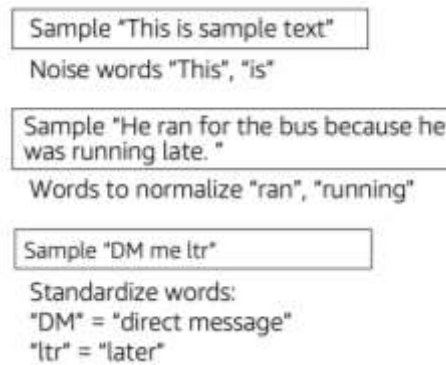 Sample “This is sample text”
Noise words “This”, “is”
Sample “He ran for the bus because he
was running late. ”
Words to normalize “ran”, “running”
Sample “DM me ltr”
Standardize words:
“DM” = “direct message”
“ltr” = “later”